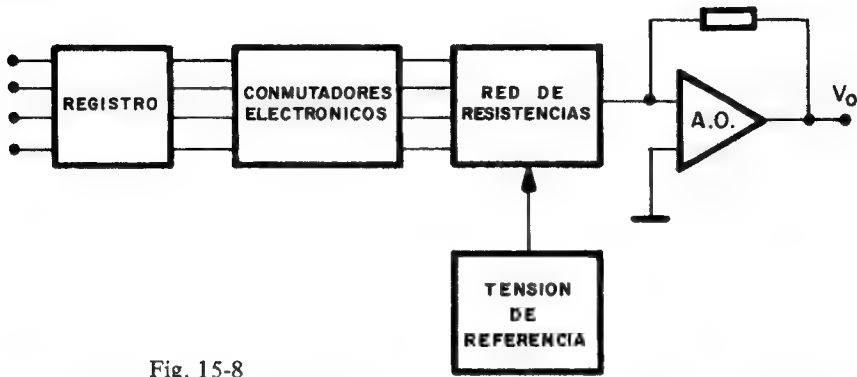 REGISTRO
CONMUTADORES
ELECTRONICOS
RED DE
RESISTENCIAS
A.O.
Vo
TENSION
DE
REFERENCIA
Fig. 15-8